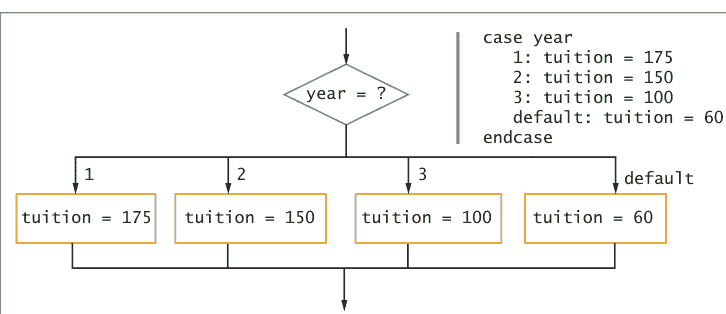 case year
1: tuition = 175
2: tuition = 150
3: tuition = 100
default: tuition = 60
endcase
year = ?
1
2
3
default
tuition = 175
tuition = 150
tuition = 100
tuition = 60